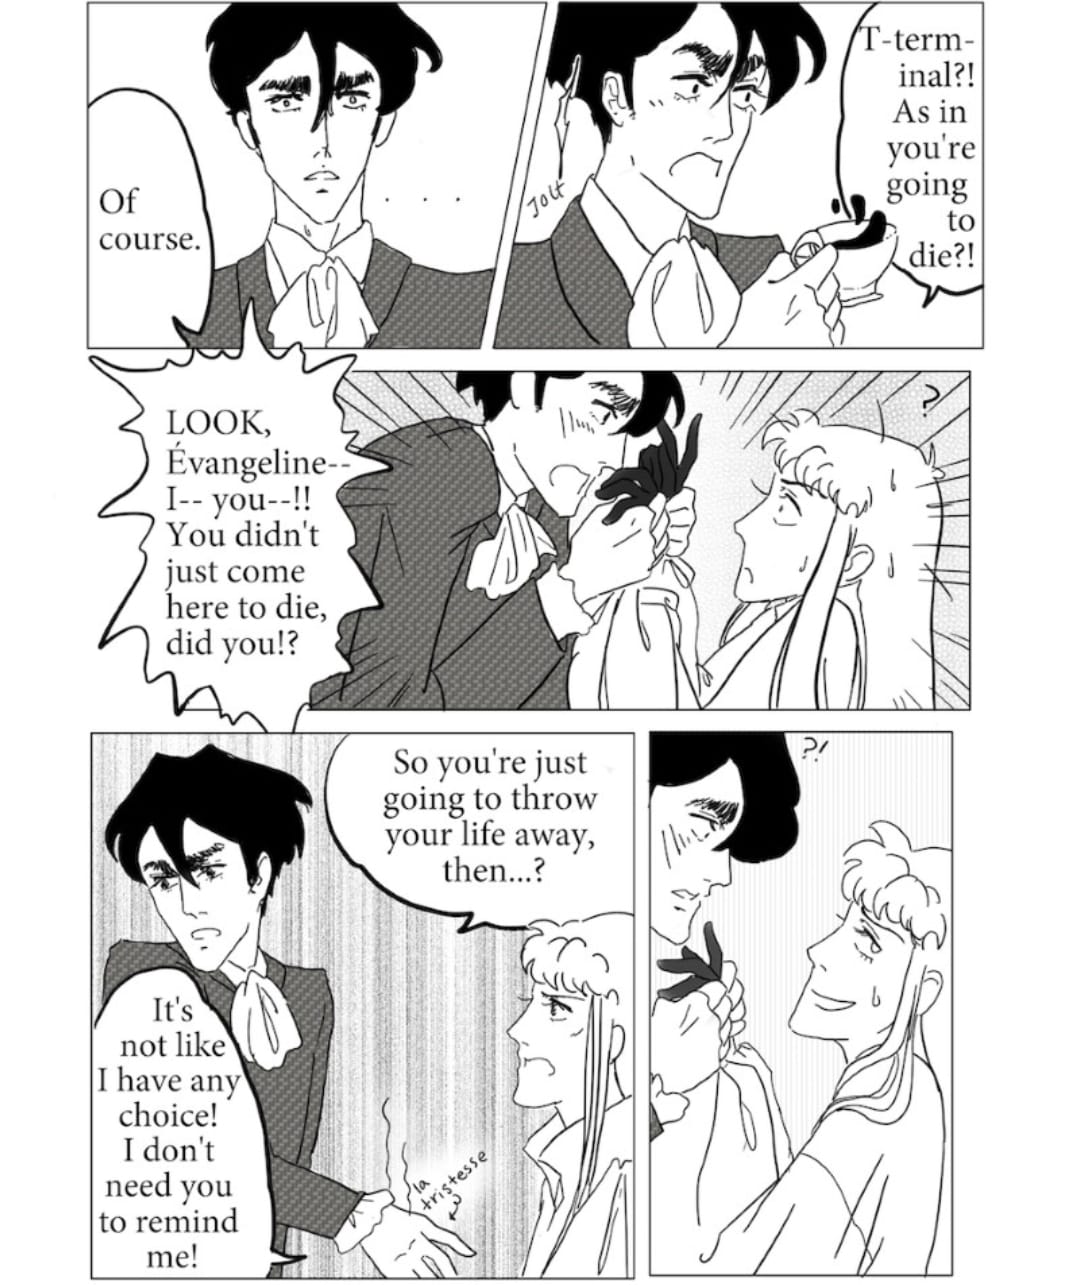 T-term-
inal?!
As in
you're
going
to
die?!
JOLT
. . . .
Of
course.
?
LOOK,
Évangeline--
I-- you--!!
You didn't
just come
here to die,
did you!?
?!
So you're just
going to throw
your life away,
then...?
la
tristesse
It's
not like
I have any
choice!
I don't
need you
to remind
me!